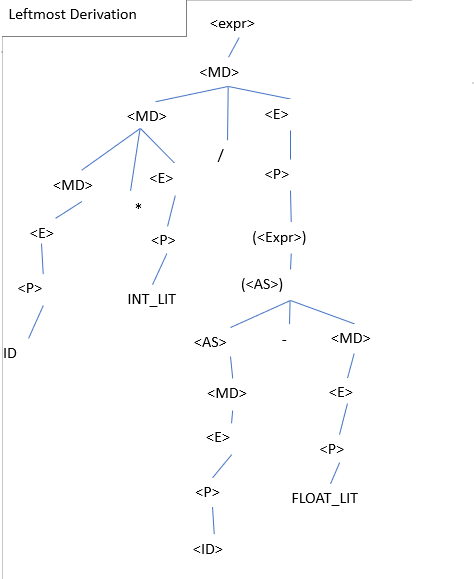 Leftmost Derivation
<expr>
<MD>
<MD> <E>
/
<MD> <E> <P>
*
<E> <P> (<Expr>)
<P> INT_LIT (<AS>)
ID <AS> - <MD>
<MD> <E>
<E> <P>
<P> FLOAT_LIT
<ID>